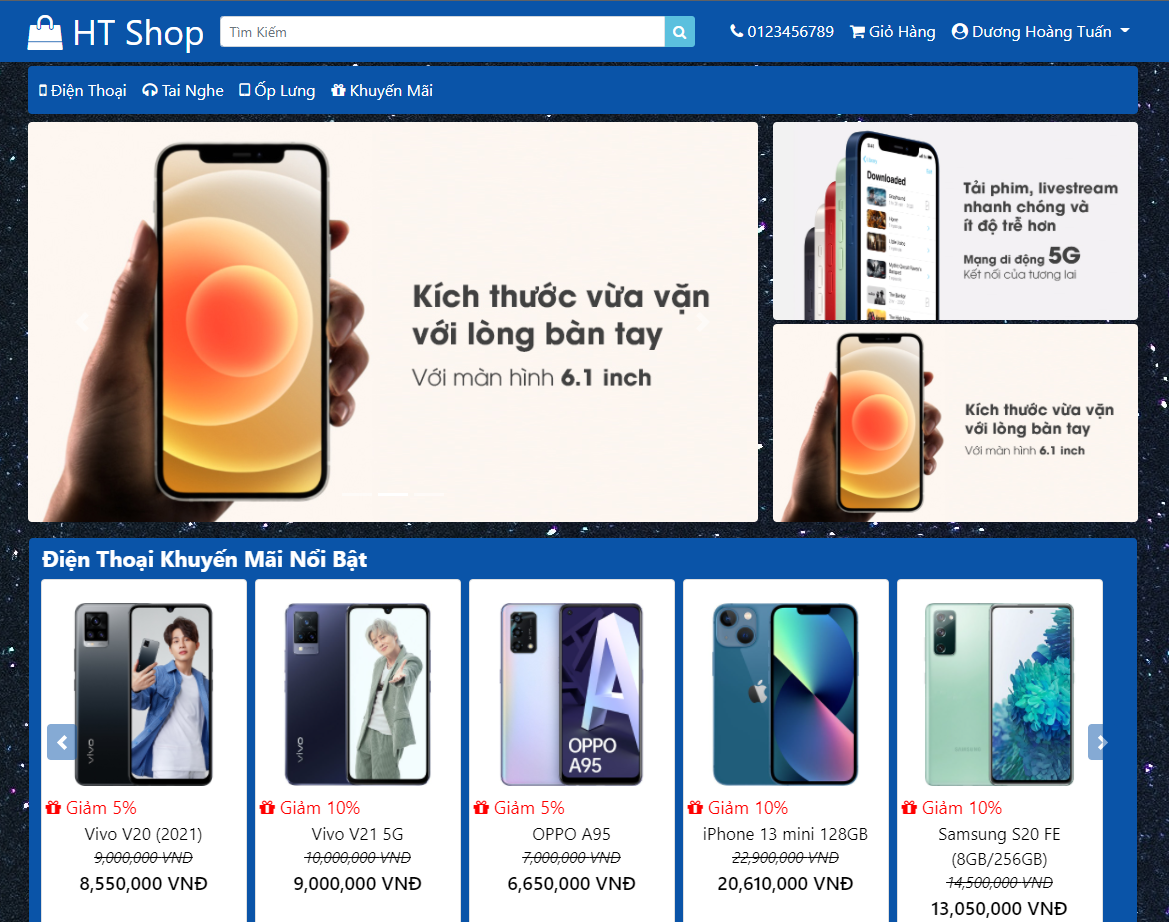 HT Shop
Tìm Kiếm
0123456789
Giỏ Hàng
Dương Hoàng Tuấn
Điện Thoại
Tai Nghe
Ốp Lưng
Khuyến Mãi
Kích thước vừa vặn
với lòng bàn tay
Với màn hình 6.1 inch
Downloaded
Tải phim, livestream
nhanh chóng và
ít độ trễ hơn
Mạng di động 5G
Kết nối của tương lai
Kích thước vừa vặn
với lòng bàn tay
Với màn hình 6.1 inch
Điện Thoại Khuyến Mãi Nổi Bật
vivo
Giảm 5%
Vivo V20 (2021)
9,000,000 VNĐ
8,550,000 VNĐ
vivo
Giảm 10%
Vivo V21 5G
10,000,000 VNĐ
9,000,000 VNĐ
OPPO
A95
Giảm 5%
OPPO A95
7,000,000 VNĐ
6,650,000 VNĐ
Giảm 10%
iPhone 13 mini 128GB
22,900,000 VNĐ
20,610,000 VNĐ
SAMSUNG
Giảm 10%
Samsung S20 FE
(8GB/256GB)
14,500,000 VNĐ
13,050,000 VNĐ